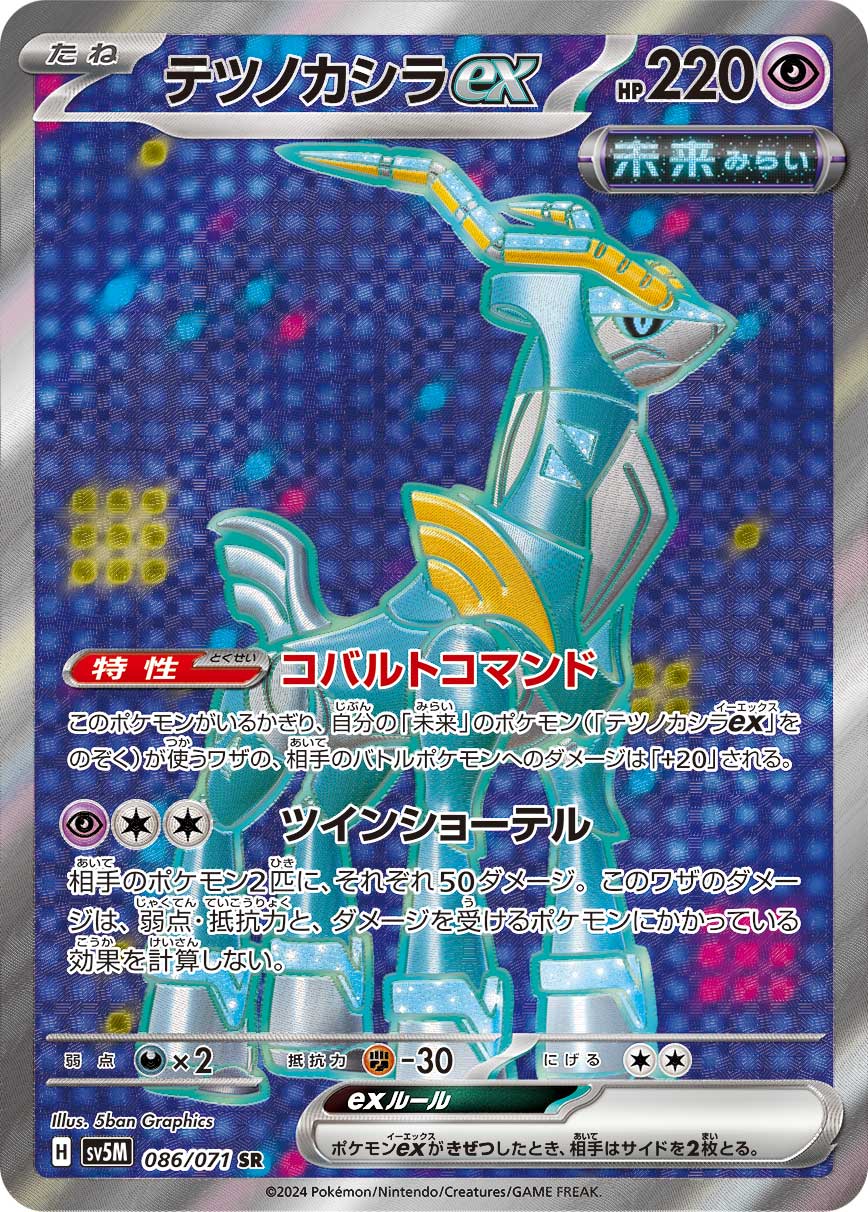 たね テツノカシラex HP220
未来 みらい
特性 とくせい コバルトコマンド
このポケモンがいるかぎり、自分の「未来」のポケモン(「テツノカシラex」を
のぞく)が使うワザの、相手のバトルポケモンへのダメージは「+20」される。
ツインショーテル
相手のポケモン2匹に、それぞれ50ダメージ。このワザのダメー
ジは、弱点・抵抗力と、ダメージを受けるポケモンにかかっている
効果を計算しない。
弱点 ×2 抵抗力 -30 にげる
exルール
ポケモンexがきぜつしたとき、相手はサイドを2枚とる。
Illus. 5ban Graphics
H sv5M 086/071 SR
©2024 Pokémon/Nintendo/Creatures/GAME FREAK.